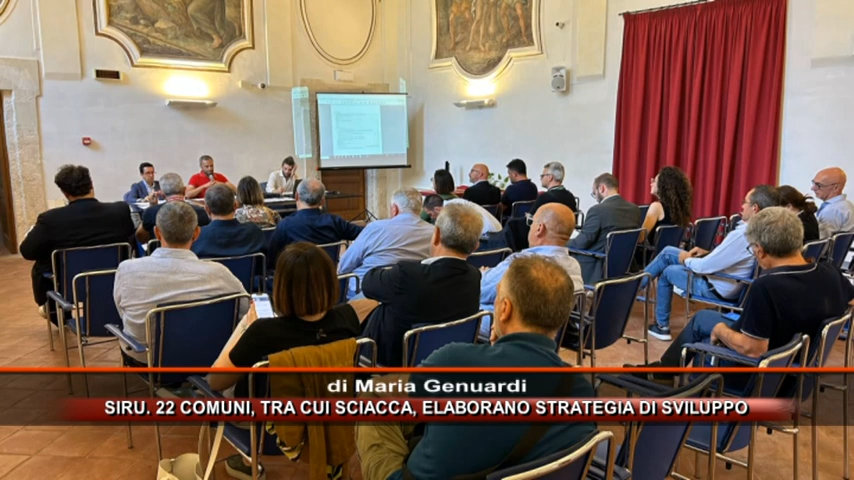 di Maria Genuardi
SIRU. 22 COMUNI, TRA CUI SCIACCA, ELABORANO STRATEGIA DI SVILUPPO